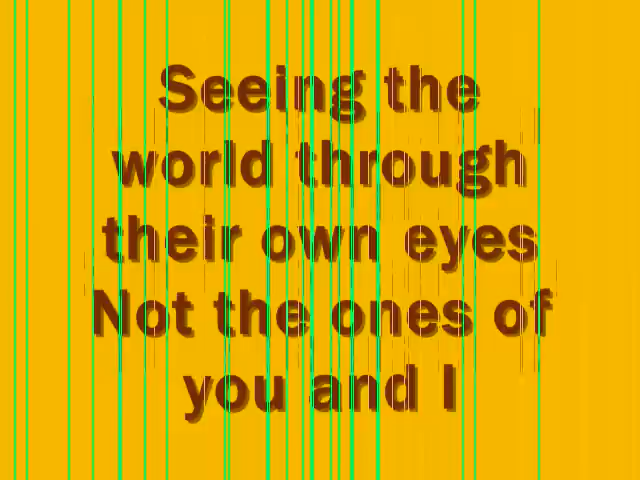 Seeing the
world through
their own eyes
Not the ones of
you and I